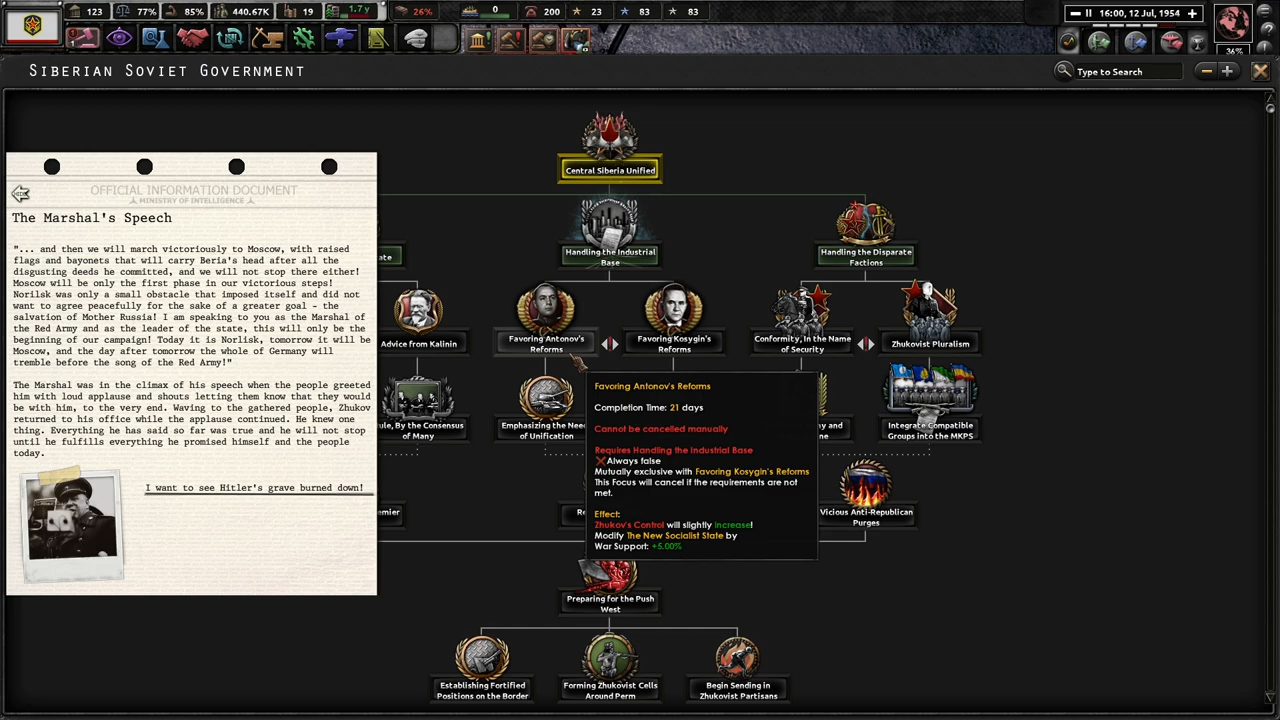 123
77%
85%
440.67K
19
1.7 y
26%
0
200
23
83
83
16:00, 12 Jul, 1954
36%
SIBERIAN SOVIET GOVERNMENT
Type to Search
OFFICIAL INFORMATION DOCUMENT
MINISTRY OF INTELLIGENCE
HIDE
The Marshal's Speech
"... and then we will march victoriously to Moscow, with raised
flags and bayonets that will carry Beria's head after all the
disgusting deeds he committed, and we will not stop there either!
Moscow will be only the first phase in our victorious steps!
Norilsk was only a small obstacle that imposed itself and did not
want to agree peacefully for the sake of a greater goal - the
salvation of Mother Russia! I am speaking to you as the Marshal of
the Red Army and as the leader of the state, this will only be the
beginning of our campaign! Today it is Norlisk, tomorrow it will be
Moscow, and the day after tomorrow the whole of Germany will
tremble before the song of the Red Army!"
The Marshal was in the climax of his speech when the people greeted
him with loud applause and shouts letting them know that they would
be with him, to the very end. Waving to the gathered people, Zhukov
returned to his office while the applause continued. He knew one
thing. Everything he has said so far was true and he will not stop
until he fulfills everything he promised himself and the people
today.
I want to see Hitler's grave burned down!
Central Siberia Unified
ate
Handling the Industrial
Base
Handling the Disparate
Factions
Advice from Kalinin
Favoring Antonov's
Reforms
Favoring Kosygin's
Reforms
Conformity, In the Name
of Security
Zhukovist Pluralism
ule, By the Consensus
of Many
Emphasizing the Need
of Unification
my and
ne
Integrate Compatible
Groups into the MKPS
emier
Re
Vicious Anti-Republican
Purges
Favoring Antonov's Reforms
Completion Time: 21 days
Cannot be cancelled manually
Requires Handling the Industrial Base
Always false
Mutually exclusive with Favoring Kosygin's Reforms
This Focus will cancel if the requirements are not
met.
Effect:
Zhukov's Control will slightly increase!
Modify The New Socialist State by
War Support: +5.00%
Preparing for the Push
West
Establishing Fortified
Positions on the Border
Forming Zhukovist Cells
Around Perm
Begin Sending in
Zhukovist Partisans